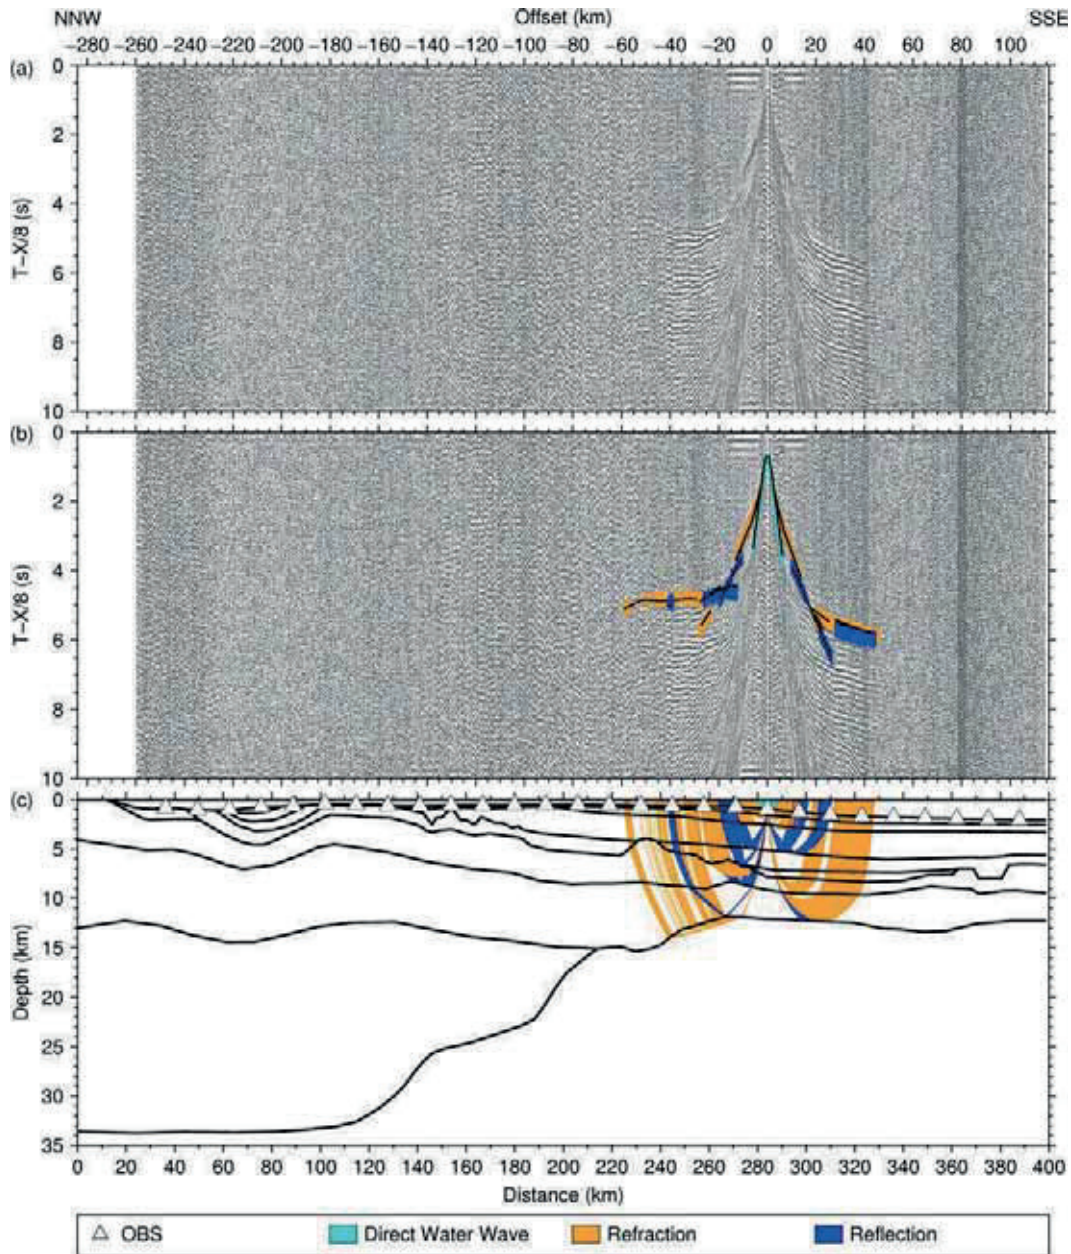 NNW Offset (km) SSE
−280 −260 −240 −220 −200 −180 −160 −140 −120 −100 −80 −60 −40 −20 0 20 40 60 80 100
(a)
0
2
4
6
8
10
T−X/8 (s)
(b)
0
2
4
6
8
10
T−X/8 (s)
(c)
0
5
10
15
20
25
30
35
Depth (km)
0 20 40 60 80 100 120 140 160 180 200 220 240 260 280 300 320 340 360 380 400
Distance (km)
OBS Direct Water Wave Refraction Reflection